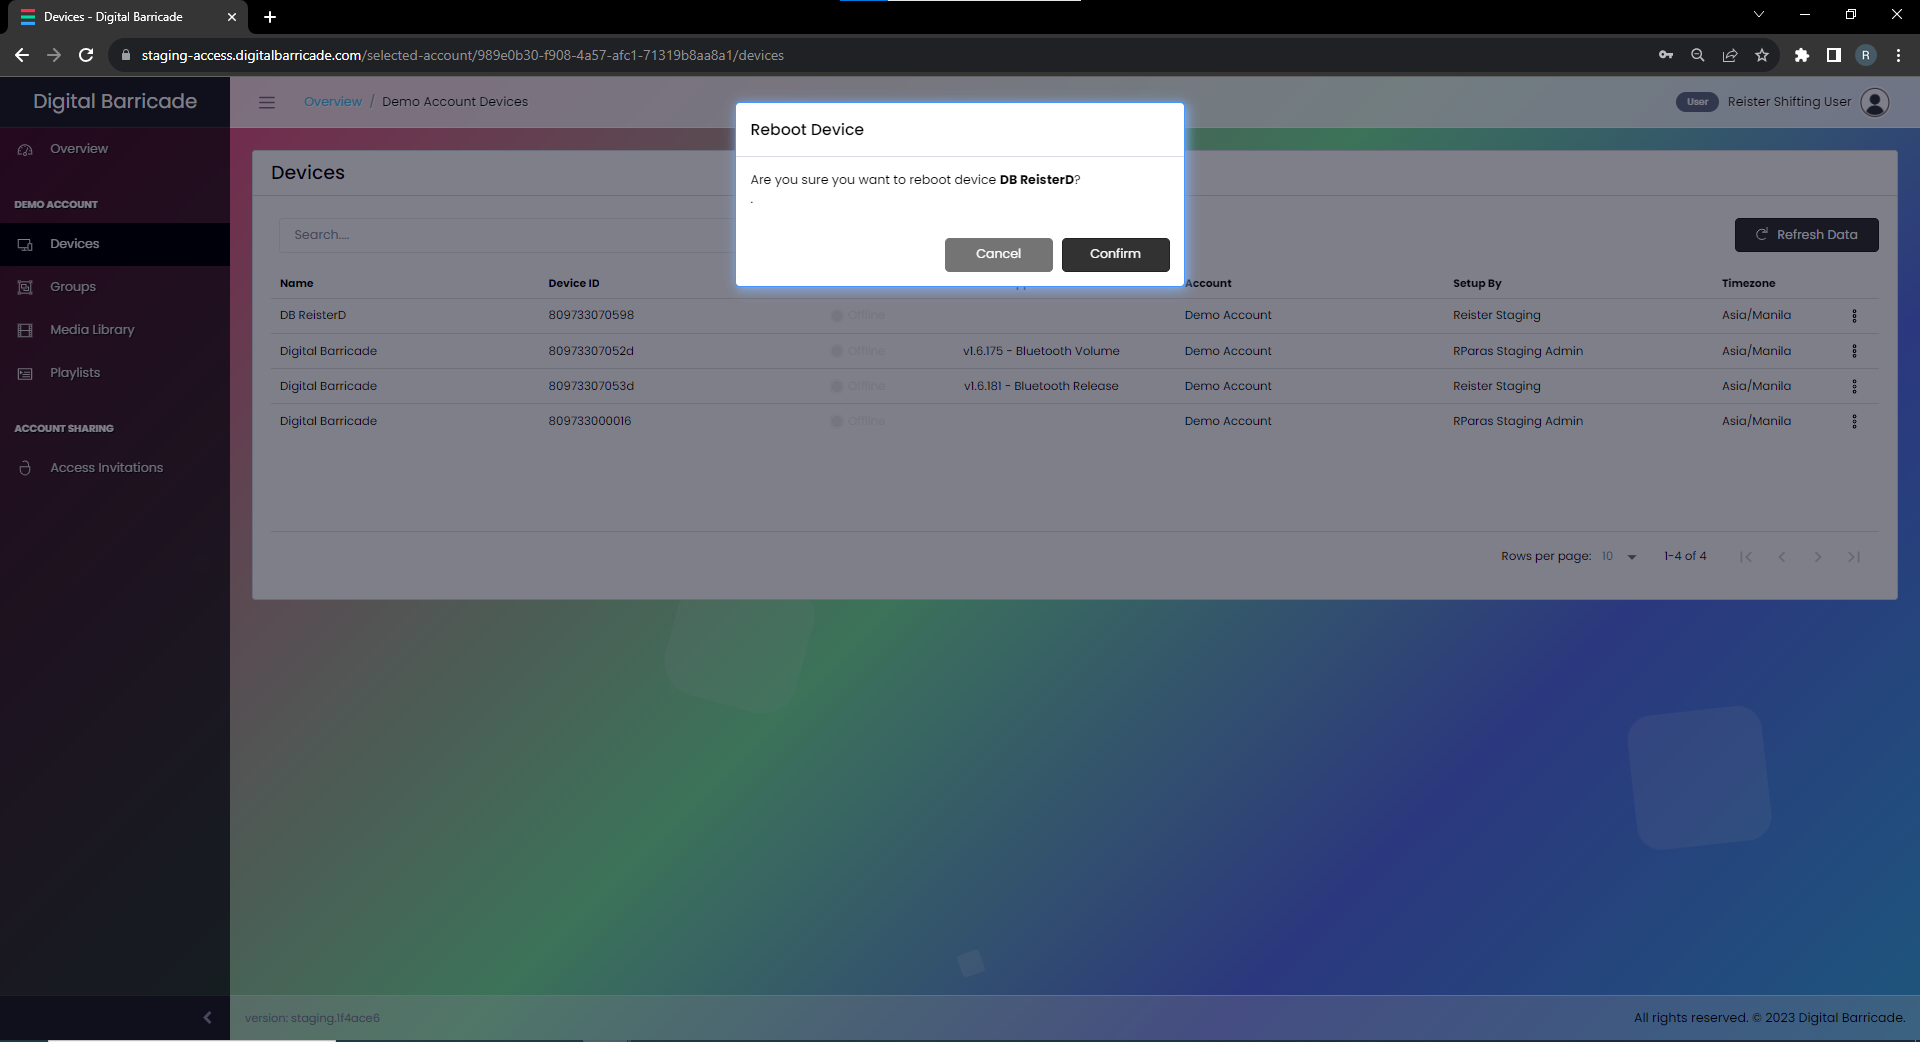 Devices - Digital Barricade
staging-access.digitalbarricade.com/selected-account/989e0b30-f908-4a57-afc1-71319b8aa8a1/devices
R
Digital Barricade
Overview / Demo Account Devices
User Reister Shifting User
Overview
DEMO ACCOUNT
Devices
Groups
Media Library
Playlists
ACCOUNT SHARING
Access Invitations
Reboot Device
Are you sure you want to reboot device DB ReisterD?
.
Cancel Confirm
Devices
Search....
Refresh Data
Name Device ID Account Setup By Timezone
DB ReisterD 809733070598 Offline Demo Account Reister Staging Asia/Manila
Digital Barricade 80973307052d Offline v1.6.175 - Bluetooth Volume Demo Account RParas Staging Admin Asia/Manila
Digital Barricade 80973307053d Offline v1.6.181 - Bluetooth Release Demo Account Reister Staging Asia/Manila
Digital Barricade 809733000016 Offline Demo Account RParas Staging Admin Asia/Manila
Rows per page: 10 1-4 of 4
version: staging.1f4ace6
All rights reserved. © 2023 Digital Barricade.